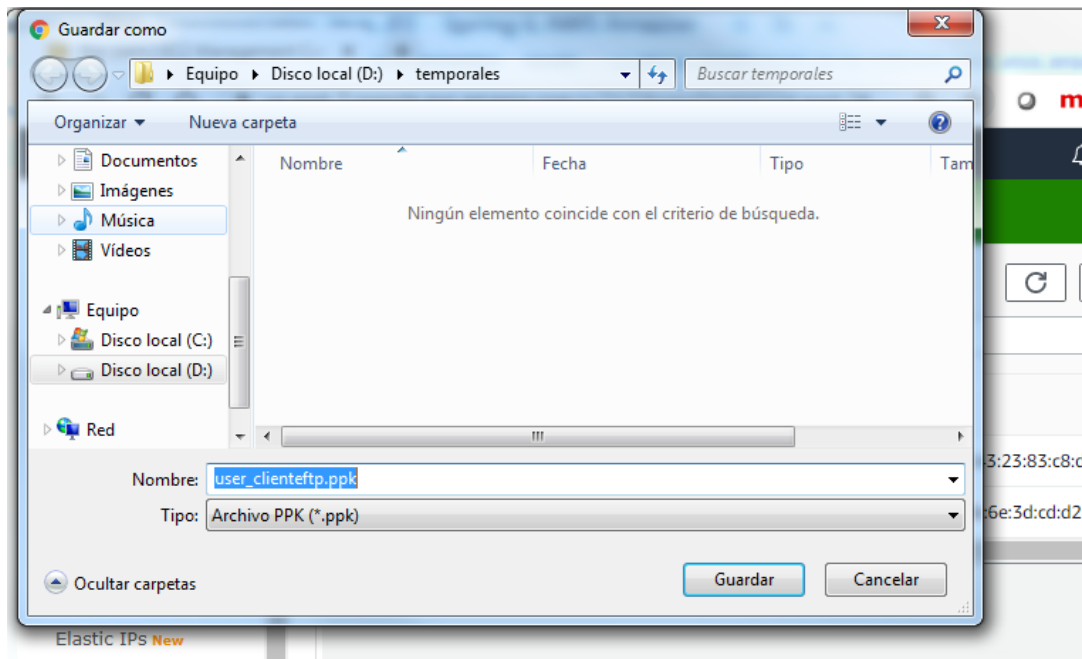 Guardar como
Equipo Disco local (D:) temporales
Buscar temporales
Organizar Nueva carpeta
Nombre Fecha Tipo Tam
Documentos
Imágenes
Música
Vídeos
Equipo
Disco local (C:)
Disco local (D:)
Red
Ningún elemento coincide con el criterio de búsqueda.
Nombre: user_clienteftp.ppk
Tipo: Archivo PPK (*.ppk)
Ocultar carpetas
Guardar Cancelar
m
3:23:83:c8:c
:6e:3d:cd:d2
Elastic IPs New